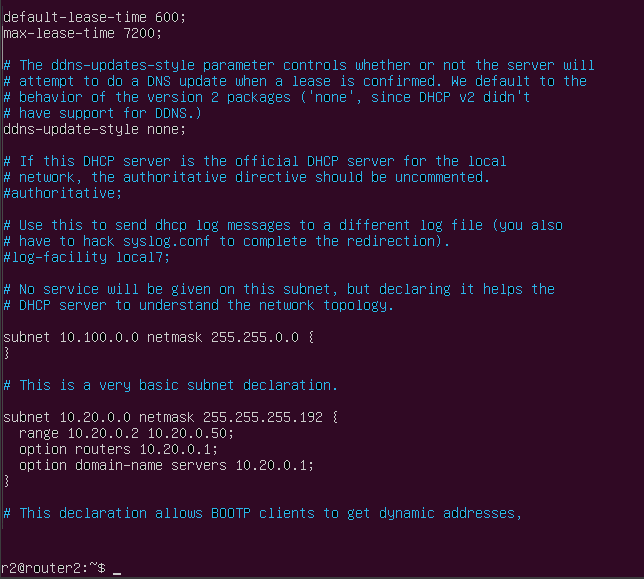 default-lease-time 600;
max-lease-time 7200;
# The ddns-updates-style parameter controls whether or not the server will
# attempt to do a DNS update when a lease is confirmed. We default to the
# behavior of the version 2 packages ('none', since DHCP v2 didn't
# have support for DDNS.)
ddns-update-style none;
# If this DHCP server is the official DHCP server for the local
# network, the authoritative directive should be uncommented.
#authoritative;
# Use this to send dhcp log messages to a different log file (you also
# have to hack syslog.conf to complete the redirection).
#log-facility local7;
# No service will be given on this subnet, but declaring it helps the
# DHCP server to understand the network topology.
subnet 10.100.0.0 netmask 255.255.0.0 {
}
# This is a very basic subnet declaration.
subnet 10.20.0.0 netmask 255.255.255.192 {
  range 10.20.0.2 10.20.0.50;
  option routers 10.20.0.1;
  option domain-name servers 10.20.0.1;
}
# This declaration allows BOOTP clients to get dynamic addresses,
r2@router2:~$ _